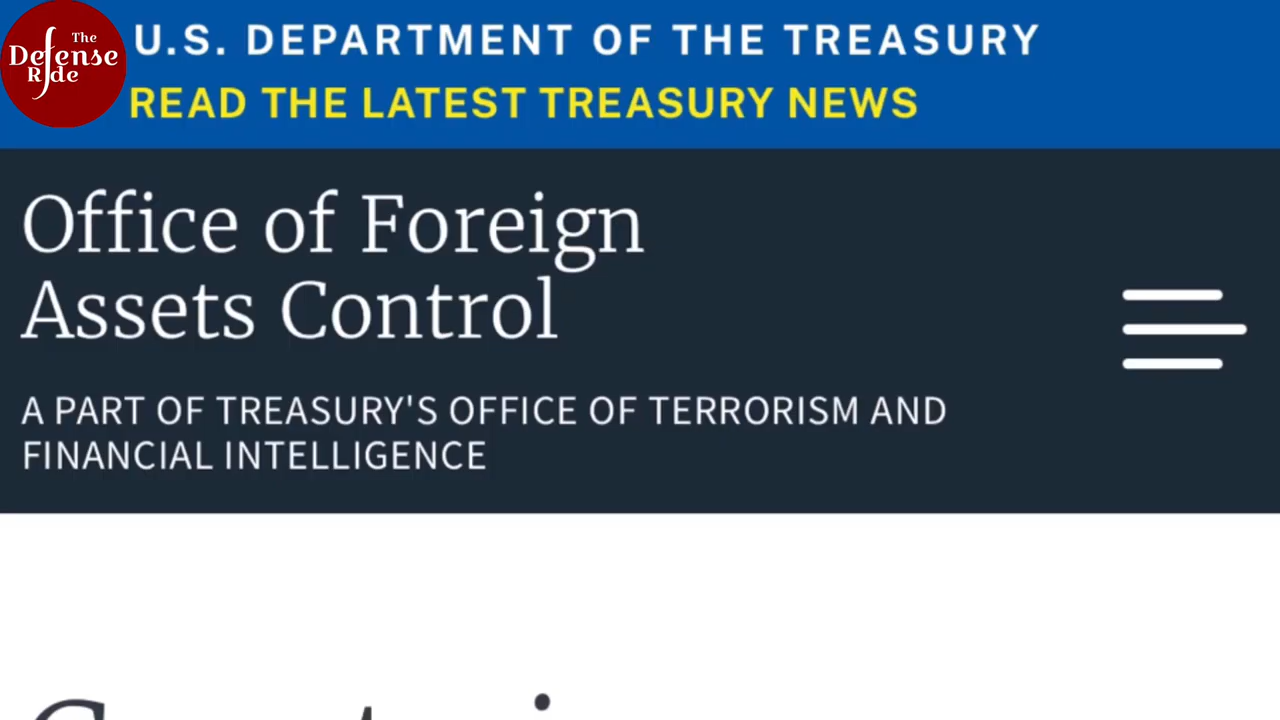 The
Defense
Ride
U.S. DEPARTMENT OF THE TREASURY
READ THE LATEST TREASURY NEWS
Office of Foreign
Assets Control
A PART OF TREASURY'S OFFICE OF TERRORISM AND
FINANCIAL INTELLIGENCE